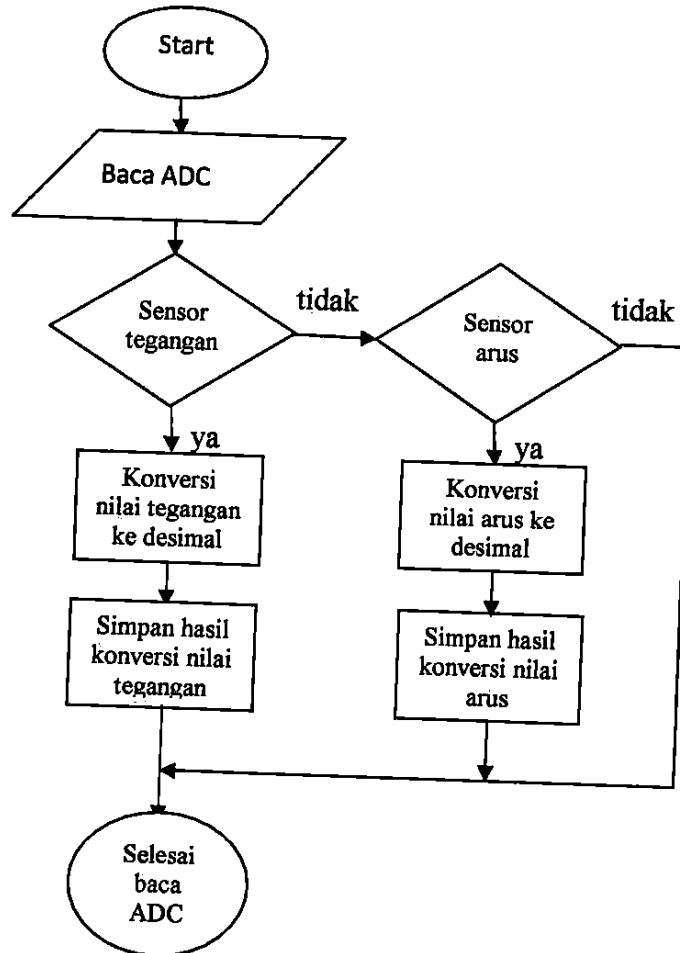 Start
Baca ADC
Sensor
tegangan
tidak
Sensor
arus
tidak
ya
Konversi
nilai tegangan
ke desimal
ya
Konversi
nilai arus ke
desimal
Simpan hasil
konversi nilai
tegangan
Simpan hasil
konversi nilai
arus
Selesai
baca
ADC